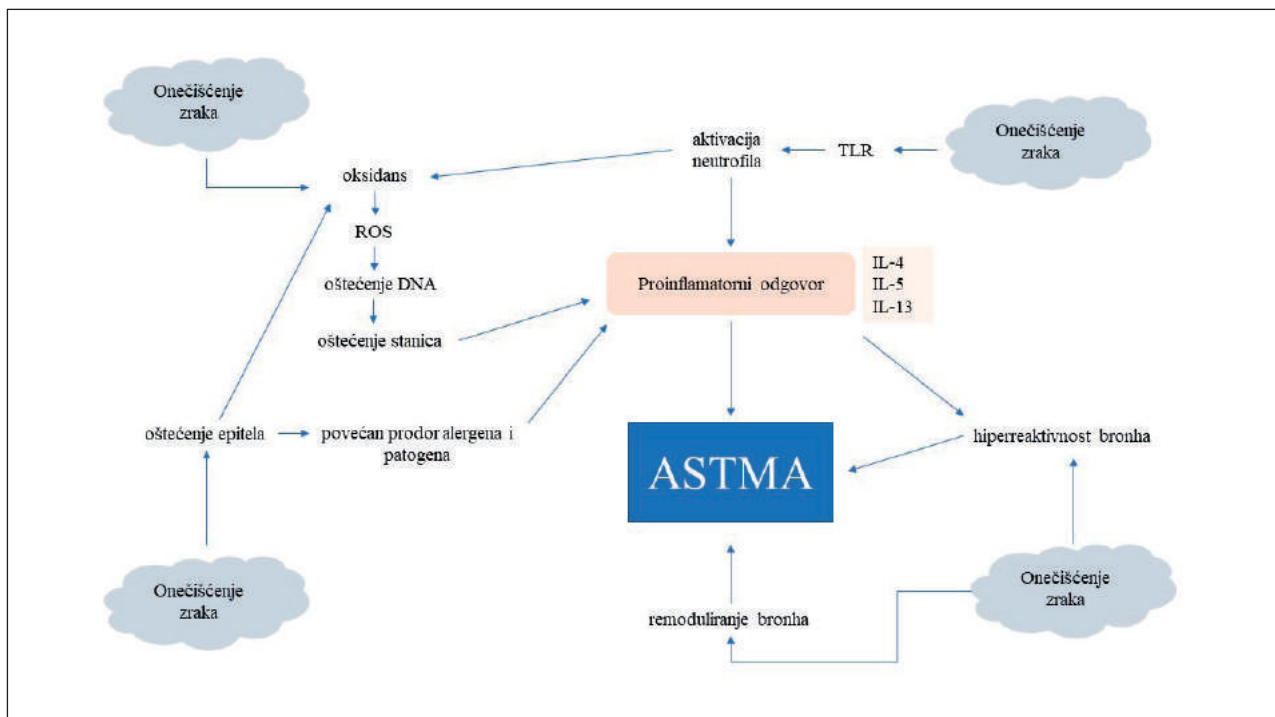 Onečišćenje
zraka
Onečišćenje
zraka
aktivacija
neutrofila
TLR
oksidans
ROS
oštećenje DNA
oštećenje stanica
Proinflamatorni odgovor
IL-4
IL-5
IL-13
oštećenje epitela
povećan prodor alergena i
patogena
hiperreaktivnost bronha
ASTMA
Onečišćenje
zraka
Onečišćenje
zraka
remoduliranje bronha